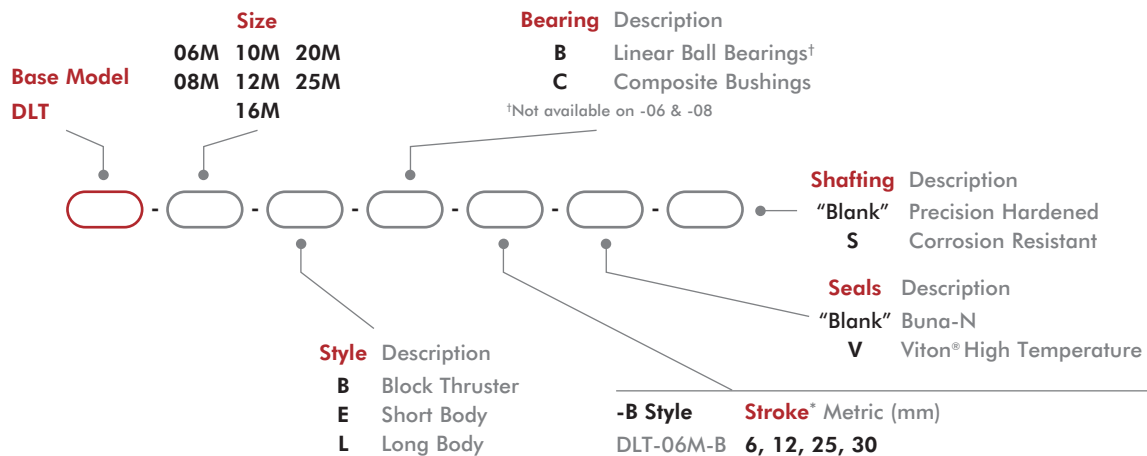 Size
06M 10M 20M
08M 12M 25M
16M
Base Model
DLT
Bearing Description
B Linear Ball Bearings†
C Composite Bushings
†Not available on -06 & -08
- - - - - -
Shafting Description
"Blank" Precision Hardened
S Corrosion Resistant
Seals Description
"Blank" Buna-N
V Viton® High Temperature
Style Description
B Block Thruster
E Short Body
L Long Body
-B Style Stroke* Metric (mm)
DLT-06M-B 6, 12, 25, 30